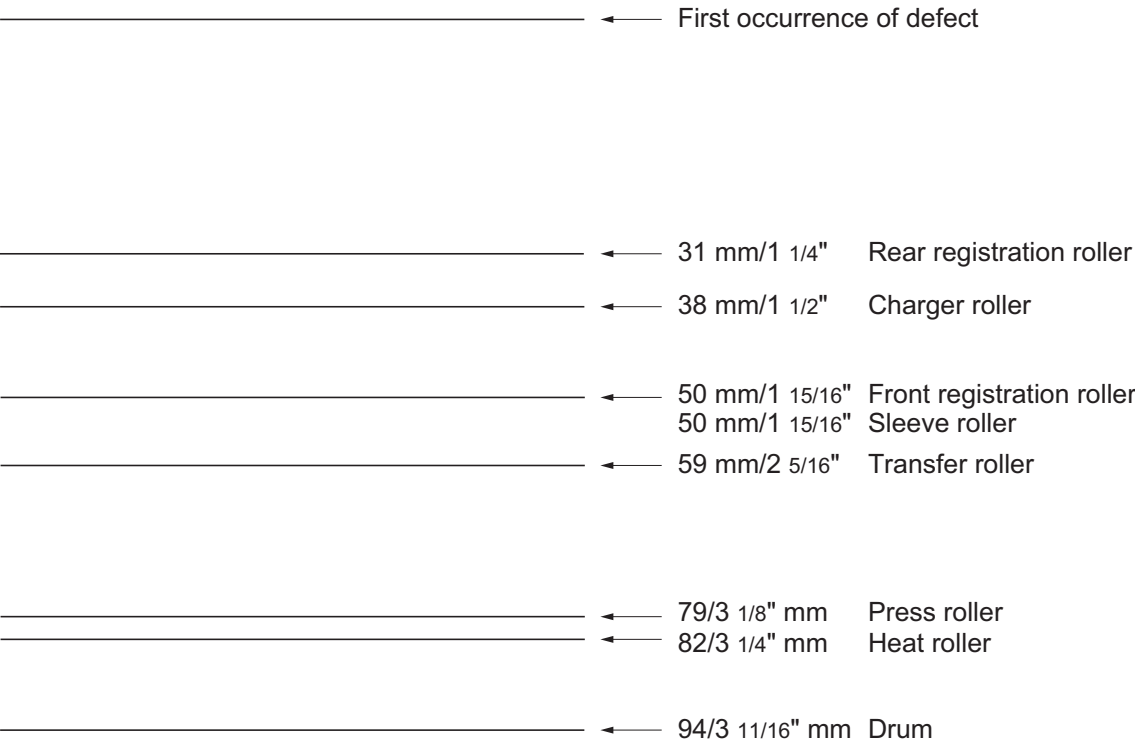 First occurrence of defect
31 mm/1 1/4" Rear registration roller
38 mm/1 1/2" Charger roller
50 mm/1 15/16" Front registration roller
50 mm/1 15/16" Sleeve roller
59 mm/2 5/16" Transfer roller
79/3 1/8" mm Press roller
82/3 1/4" mm Heat roller
94/3 11/16" mm Drum